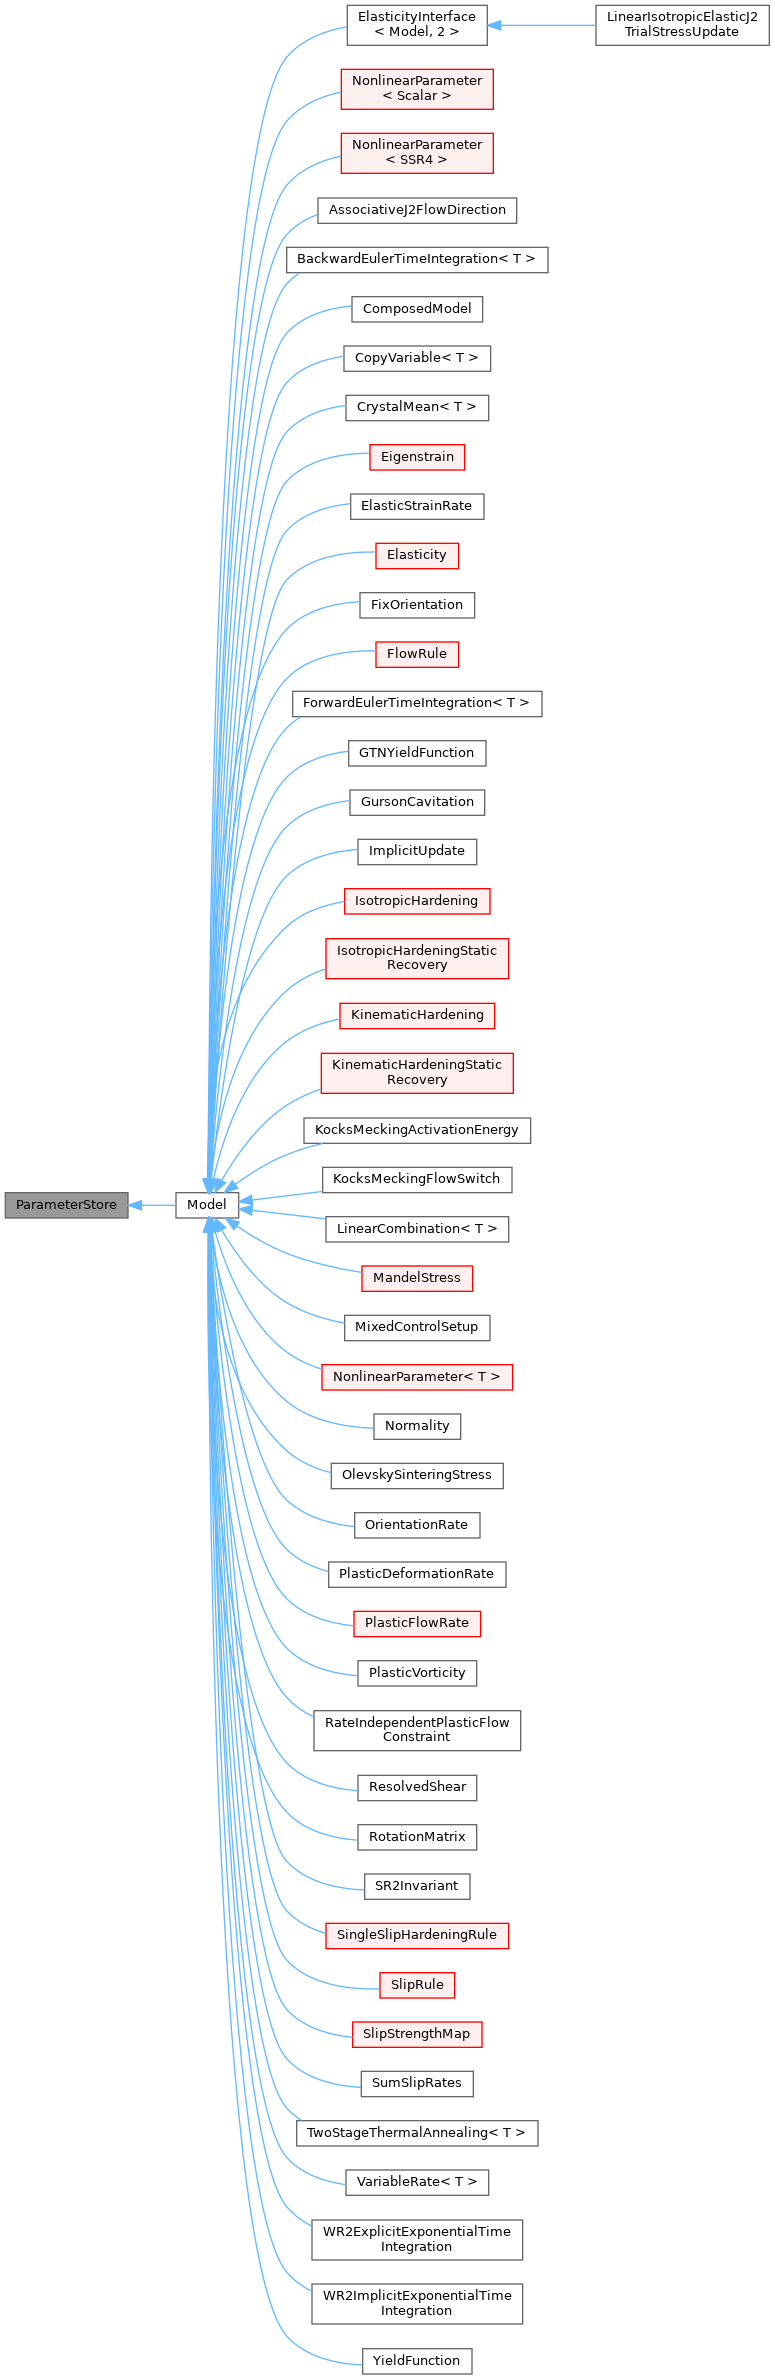 ElasticityInterface
< Model, 2 >
LinearIsotropicElasticJ2
TrialStressUpdate
NonlinearParameter
< Scalar >
NonlinearParameter
< SSR4 >
AssociativeJ2FlowDirection
BackwardEulerTimeIntegration< T >
ComposedModel
CopyVariable< T >
CrystalMean< T >
Eigenstrain
ElasticStrainRate
Elasticity
FixOrientation
FlowRule
ForwardEulerTimeIntegration< T >
GTNYieldFunction
GursonCavitation
ImplicitUpdate
IsotropicHardening
IsotropicHardeningStatic
Recovery
KinematicHardening
KinematicHardeningStatic
Recovery
KocksMeckingActivationEnergy
KocksMeckingFlowSwitch
ParameterStore
Model
LinearCombination< T >
MandelStress
MixedControlSetup
NonlinearParameter< T >
Normality
OlevskySinteringStress
OrientationRate
PlasticDeformationRate
PlasticFlowRate
PlasticVorticity
RateIndependentPlasticFlow
Constraint
ResolvedShear
RotationMatrix
SR2Invariant
SingleSlipHardeningRule
SlipRule
SlipStrengthMap
SumSlipRates
TwoStageThermalAnnealing< T >
VariableRate< T >
WR2ExplicitExponentialTime
Integration
WR2ImplicitExponentialTime
Integration
YieldFunction